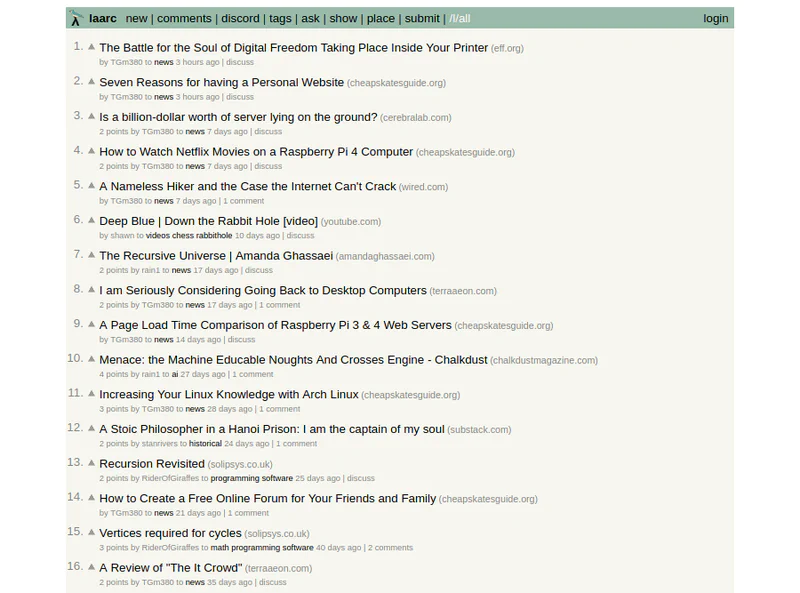 laarc new | comments | discord | tags | ask | show | place | submit | /l/all login
1. The Battle for the Soul of Digital Freedom Taking Place Inside Your Printer (eff.org)
by TGm380 to news 3 hours ago | discuss
2. Seven Reasons for having a Personal Website (cheapskatesguide.org)
by TGm380 to news 3 hours ago | discuss
3. Is a billion-dollar worth of server lying on the ground? (cerebralab.com)
2 points by TGm380 to news 7 days ago | discuss
4. How to Watch Netflix Movies on a Raspberry Pi 4 Computer (cheapskatesguide.org)
2 points by TGm380 to news 7 days ago | discuss
5. A Nameless Hiker and the Case the Internet Can't Crack (wired.com)
by TGm380 to news 7 days ago | 1 comment
6. Deep Blue | Down the Rabbit Hole [video] (youtube.com)
by shawn to videos chess rabbithole 10 days ago | discuss
7. The Recursive Universe | Amanda Ghassaei (amandaghassaei.com)
2 points by rain1 to news 17 days ago | discuss
8. I am Seriously Considering Going Back to Desktop Computers (terraaeon.com)
2 points by TGm380 to news 17 days ago | 1 comment
9. A Page Load Time Comparison of Raspberry Pi 3 & 4 Web Servers (cheapskatesguide.org)
by TGm380 to news 14 days ago | discuss
10. Menace: the Machine Educable Noughts And Crosses Engine - Chalkdust (chalkdustmagazine.com)
4 points by rain1 to ai 27 days ago | 1 comment
11. Increasing Your Linux Knowledge with Arch Linux (cheapskatesguide.org)
3 points by TGm380 to news 28 days ago | 1 comment
12. A Stoic Philosopher in a Hanoi Prison: I am the captain of my soul (substack.com)
2 points by stanrivers to historical 24 days ago | 1 comment
13. Recursion Revisited (solipsys.co.uk)
2 points by RiderOfGiraffes to programming software 25 days ago | discuss
14. How to Create a Free Online Forum for Your Friends and Family (cheapskatesguide.org)
by TGm380 to news 21 days ago | 1 comment
15. Vertices required for cycles (solipsys.co.uk)
3 points by RiderOfGiraffes to math programming software 40 days ago | 2 comments
16. A Review of "The It Crowd" (terraaeon.com)
2 points by TGm380 to news 35 days ago | discuss